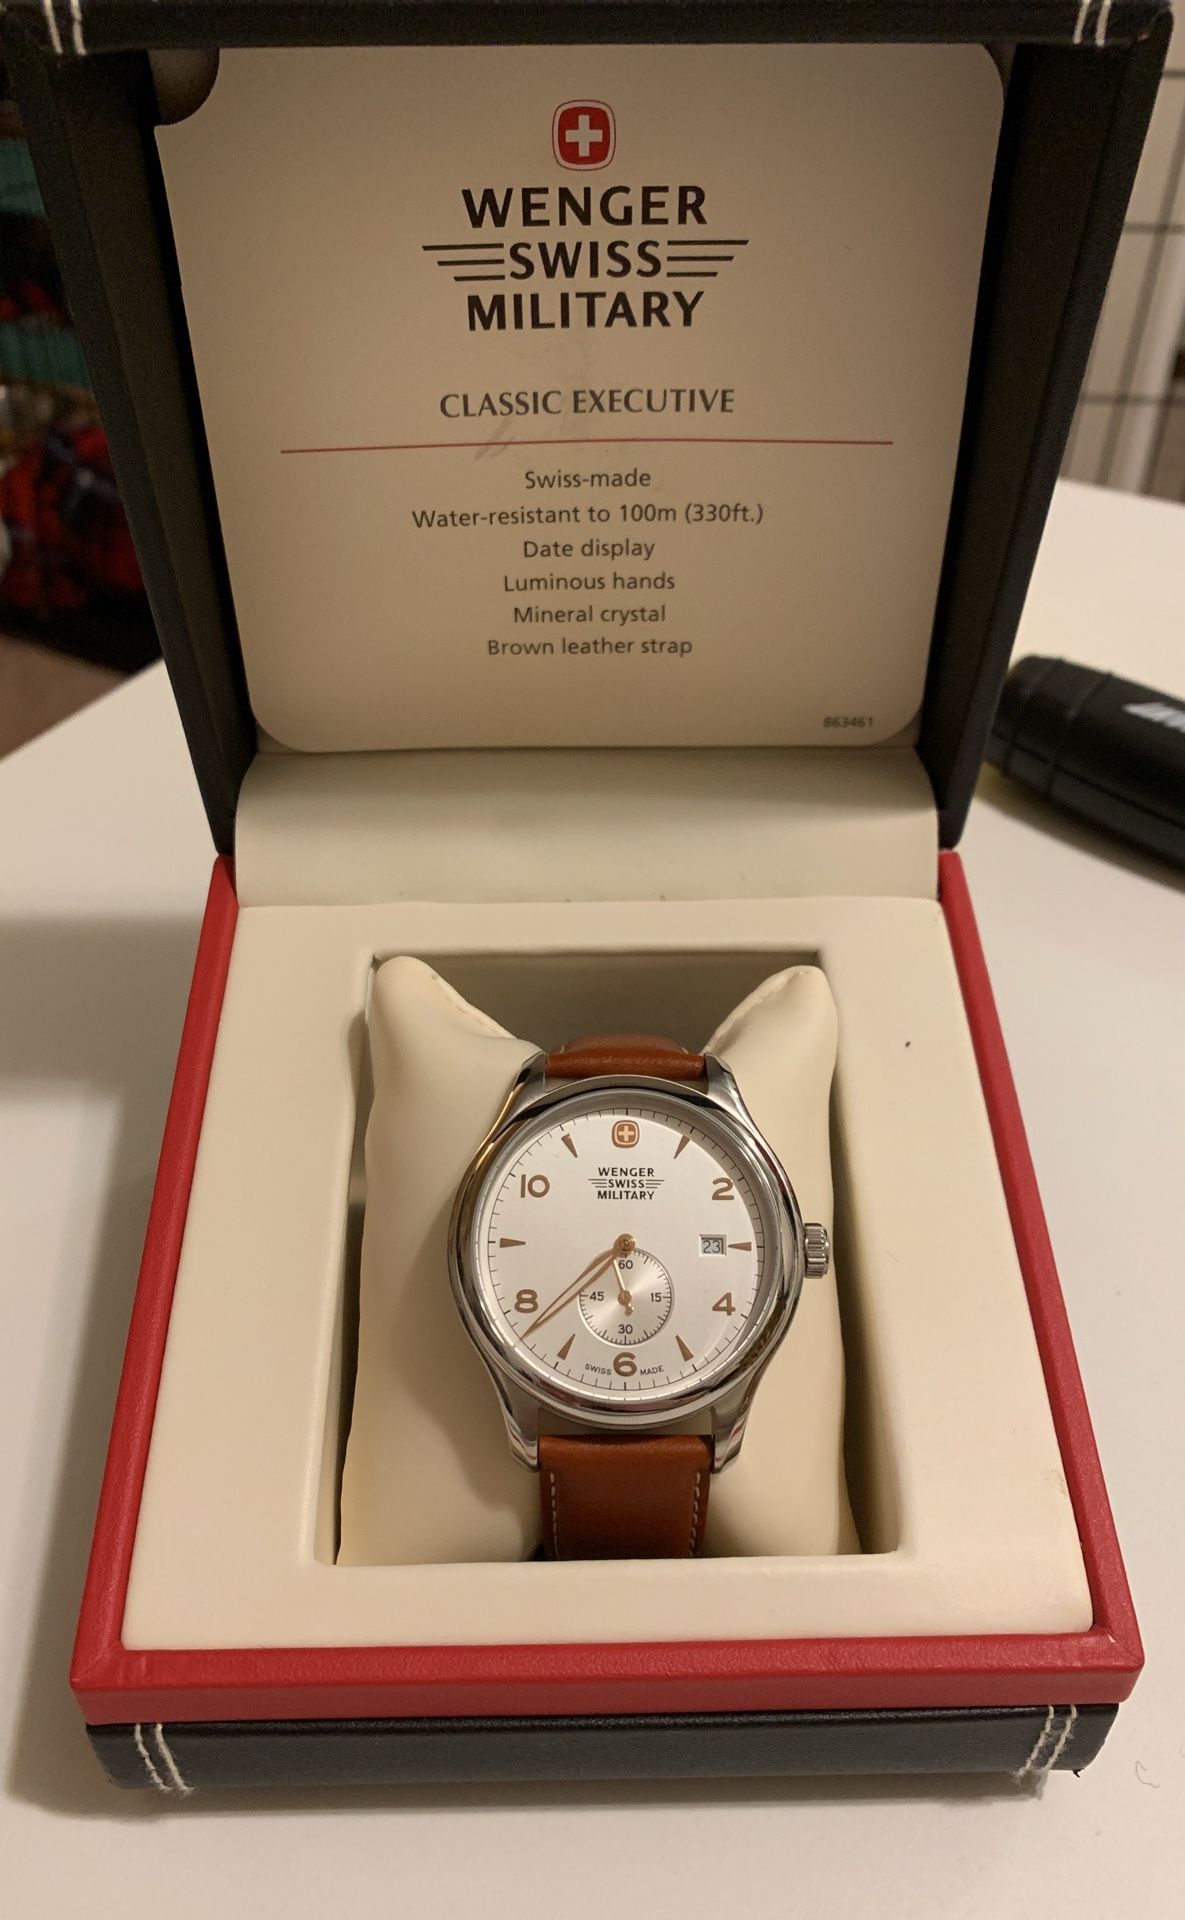 WENGER
SWISS
MILITARY
CLASSIC EXECUTIVE
Swiss-made
Water-resistant to 100m (330ft.)
Date display
Luminous hands
Mineral crystal
Brown leather strap
863461
WENGER
SWISS
MILITARY
10
2
23
60
45
15
8
4
30
6
SWISS MADE